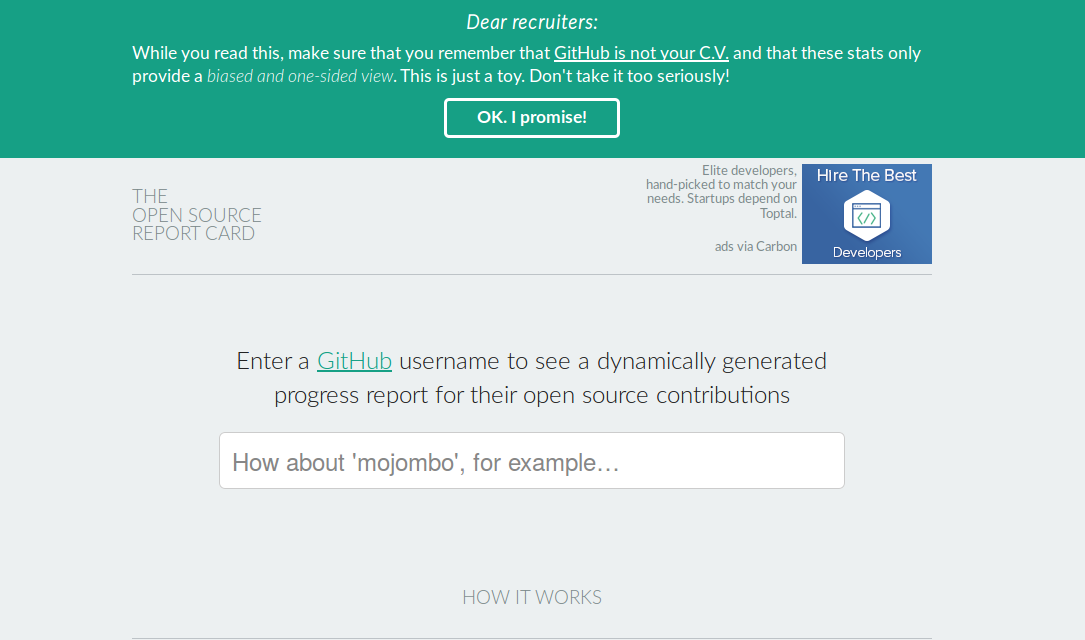 Dear recruiters:
While you read this, make sure that you remember that GitHub is not your C.V. and that these stats only
provide a biased and one-sided view. This is just a toy. Don't take it too seriously!
OK. I promise!
THE
OPEN SOURCE
REPORT CARD
Elite developers,
hand-picked to match your
needs. Startups depend on
Toptal.
ads via Carbon
HIre The Best
</>
Developers
Enter a GitHub username to see a dynamically generated
progress report for their open source contributions
How about 'mojombo', for example…
HOW IT WORKS